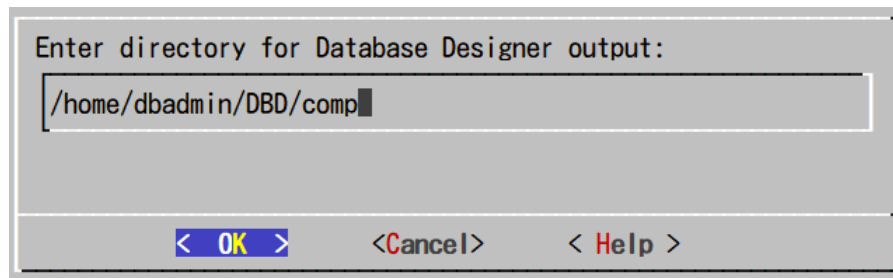 Enter directory for Database Designer output:
/home/dbadmin/DBD/comp
< OK > <Cancel> < Help >